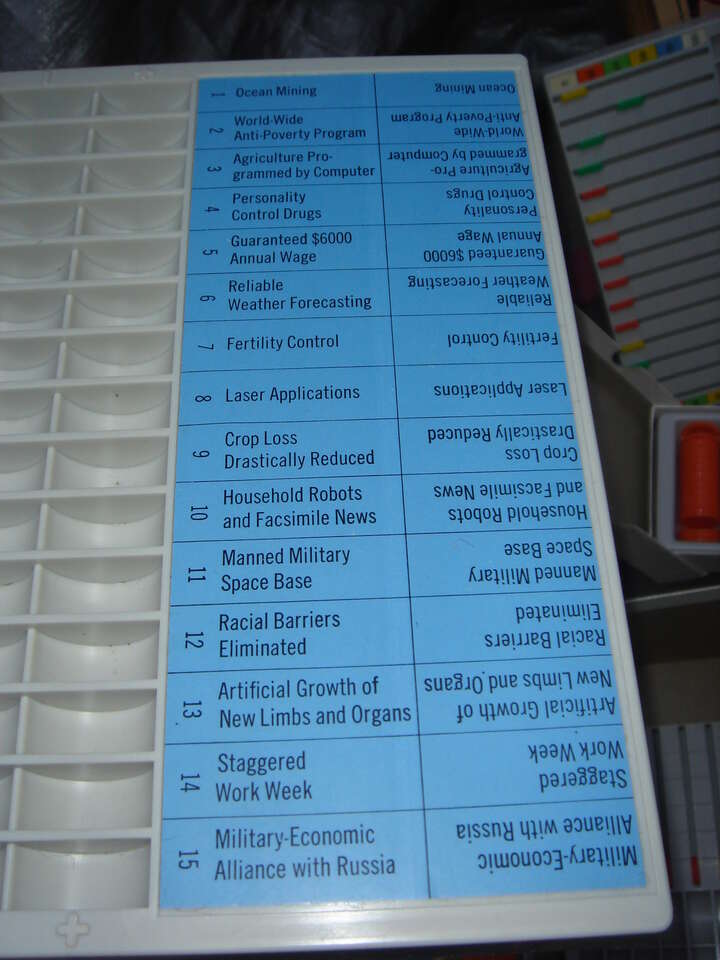 1 Ocean Mining
2 World-Wide
Anti-Poverty Program
3 Agriculture Pro-
grammed by Computer
4 Personality
Control Drugs
5 Guaranteed $6000
Annual Wage
6 Reliable
Weather Forecasting
7 Fertility Control
8 Laser Applications
9 Crop Loss
Drastically Reduced
10 Household Robots
and Facsimile News
11 Manned Military
Space Base
12 Racial Barriers
Eliminated
13 Artificial Growth of
New Limbs and Organs
14 Staggered
Work Week
15 Military-Economic
Alliance with Russia
Ocean Mining
World-Wide
Anti-Poverty Program
Agriculture Pro-
grammed by Computer
Personality
Control Drugs
Guaranteed $6000
Annual Wage
Reliable
Weather Forecasting
Fertility Control
Laser Applications
Crop Loss
Drastically Reduced
Household Robots
and Facsimile News
Manned Military
Space Base
Racial Barriers
Eliminated
Artificial Growth of
New Limbs and Organs
Staggered
Work Week
Military-Economic
Alliance with Russia